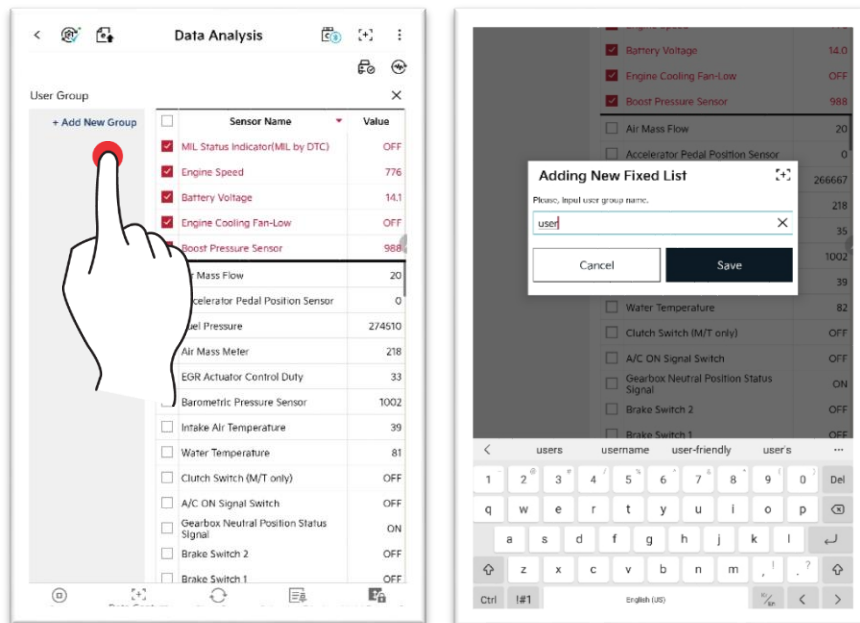 Data Analysis
User Group
+ Add New Group
Sensor Name Value
MIL Status Indicator(MIL by DTC) OFF
Engine Speed 776
Battery Voltage 14.1
Engine Cooling Fan-Low OFF
Boost Pressure Sensor 988
Air Mass Flow 20
Accelerator Pedal Position Sensor 0
Fuel Pressure 274510
Air Mass Meter 218
EGR Actuator Control Duty 33
Barometric Pressure Sensor 1002
Intake Air Temperature 39
Water Temperature 81
Clutch Switch (M/T only) OFF
A/C ON Signal Switch OFF
Gearbox Neutral Position Status
Signal ON
Brake Switch 2 OFF
Brake Switch 1 OFF
Battery Voltage 14.0
Engine Cooling Fan-Low OFF
Boost Pressure Sensor 988
Air Mass Flow 20
Accelerator Pedal Position Sensor 0
266667
218
35
1002
39
Adding New Fixed List
Please, Input user group name.
user
Cancel Save
Water Temperature 82
Clutch Switch (M/T only) OFF
A/C ON Signal Switch OFF
Gearbox Neutral Position Status
Signal ON
Brake Switch 2 OFF
Brake Switch 1 OFF
users username user-friendly user's
1 2 3 4 5 6 7 8 9 0 Del
q w e r t y u i o p
a s d f g h j k l
z x c v b n m , ! . ?
Ctrl !#1 English (US)